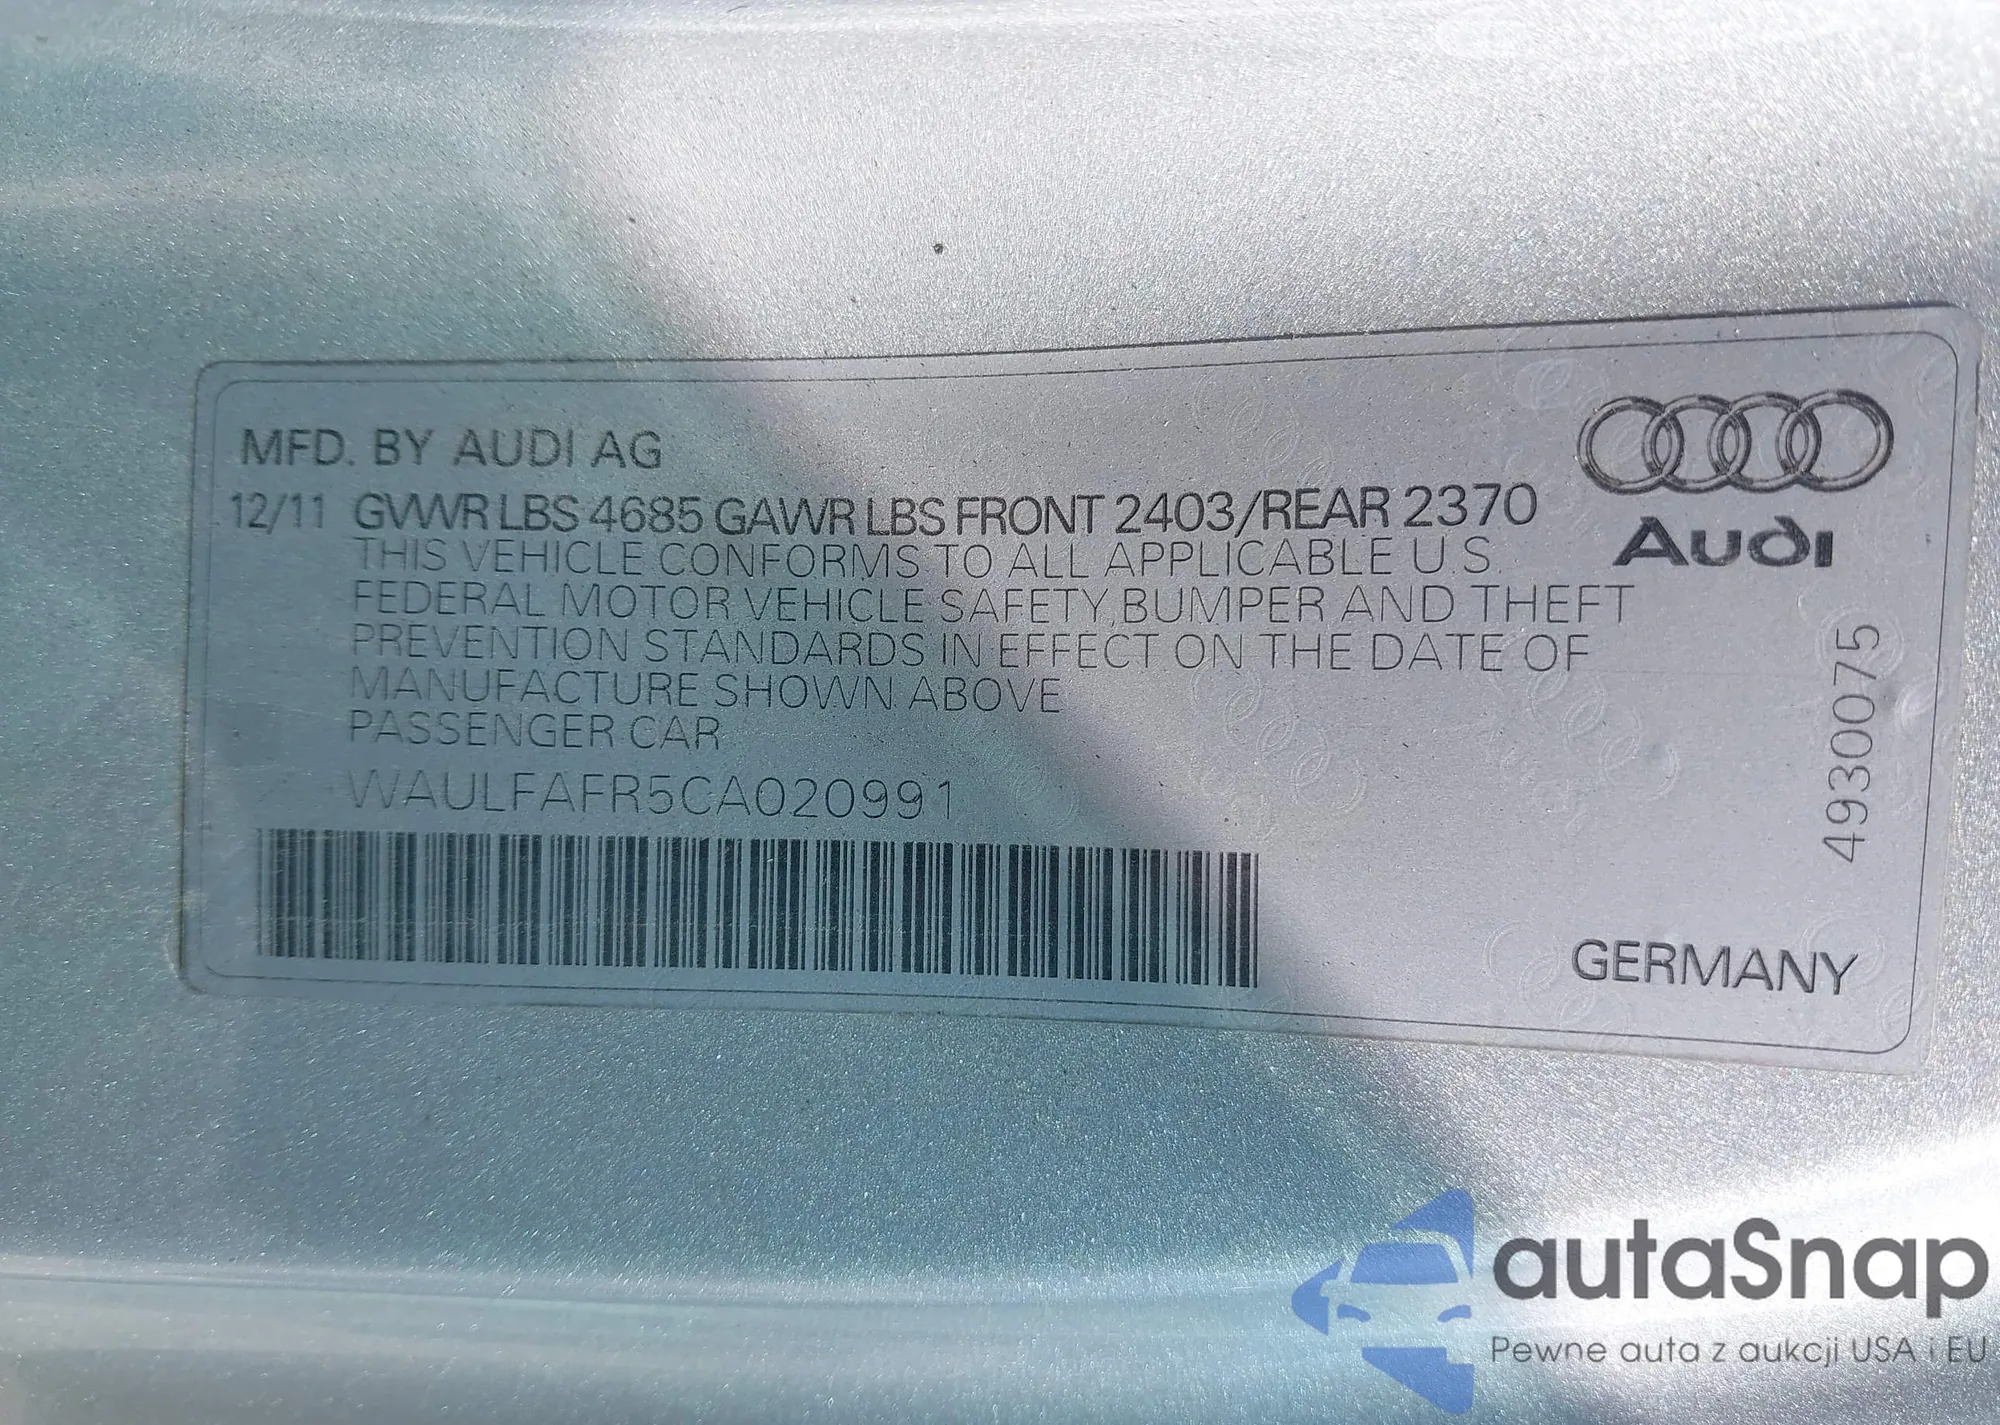 MFD. BY AUDI AG
12/11 GVWR LBS 4685 GAWR LBS FRONT 2403/REAR 2370
THIS VEHICLE CONFORMS TO ALL APPLICABLE U.S.
FEDERAL MOTOR VEHICLE SAFETY, BUMPER AND THEFT
PREVENTION STANDARDS IN EFFECT ON THE DATE OF
MANUFACTURE SHOWN ABOVE
PASSENGER CAR
WAULFAFR5CA020991
Audi
4930075
GERMANY
autaSnap
Pewne auta z aukcji USA i EU